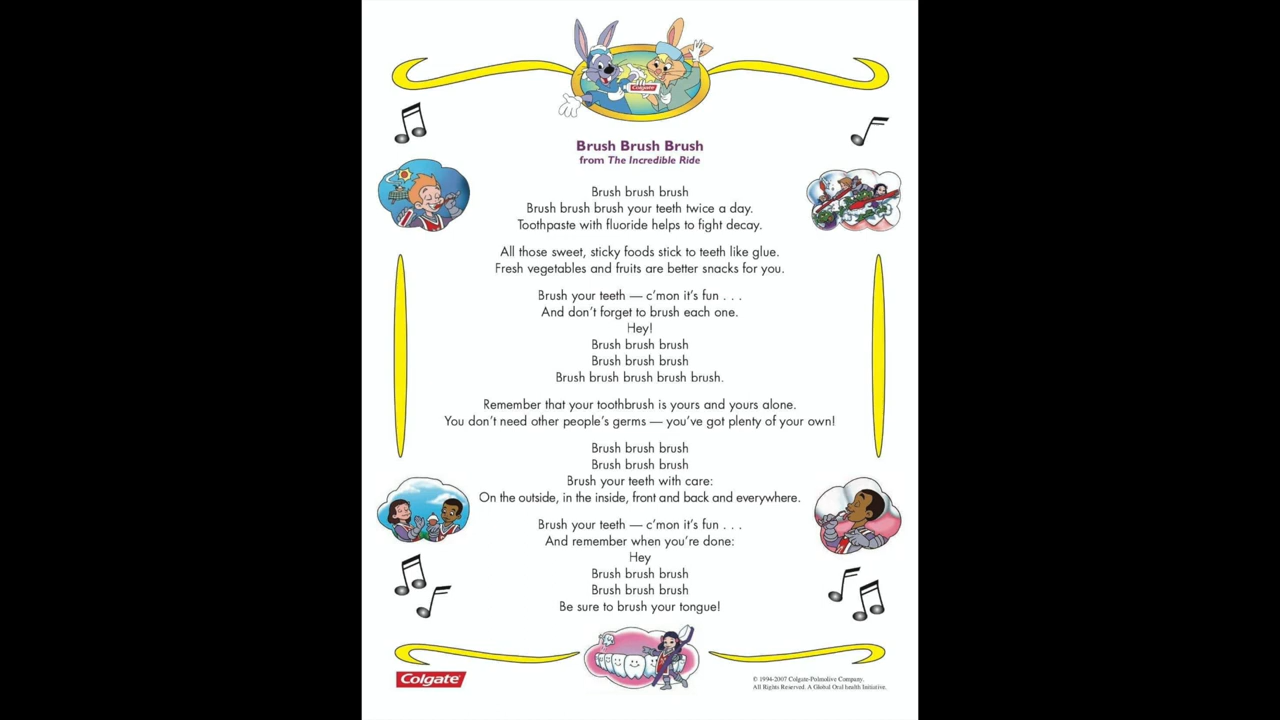 Colgate
Brush Brush Brush
from The Incredible Ride
Brush brush brush
Brush brush brush your teeth twice a day.
Toothpaste with fluoride helps to fight decay.
All those sweet, sticky foods stick to teeth like glue.
Fresh vegetables and fruits are better snacks for you.
Brush your teeth — c'mon it's fun . . .
And don't forget to brush each one.
Hey!
Brush brush brush
Brush brush brush
Brush brush brush brush brush.
Remember that your toothbrush is yours and yours alone.
You don't need other people's germs — you've got plenty of your own!
Brush brush brush
Brush brush brush
Brush your teeth with care:
On the outside, in the inside, front and back and everywhere.
Brush your teeth — c'mon it's fun . . .
And remember when you're done:
Hey
Brush brush brush
Brush brush brush
Be sure to brush your tongue!
Colgate
© 1994-2007 Colgate-Polmolive Company.
All Rights Reserved. A Global Oral health Initiative.